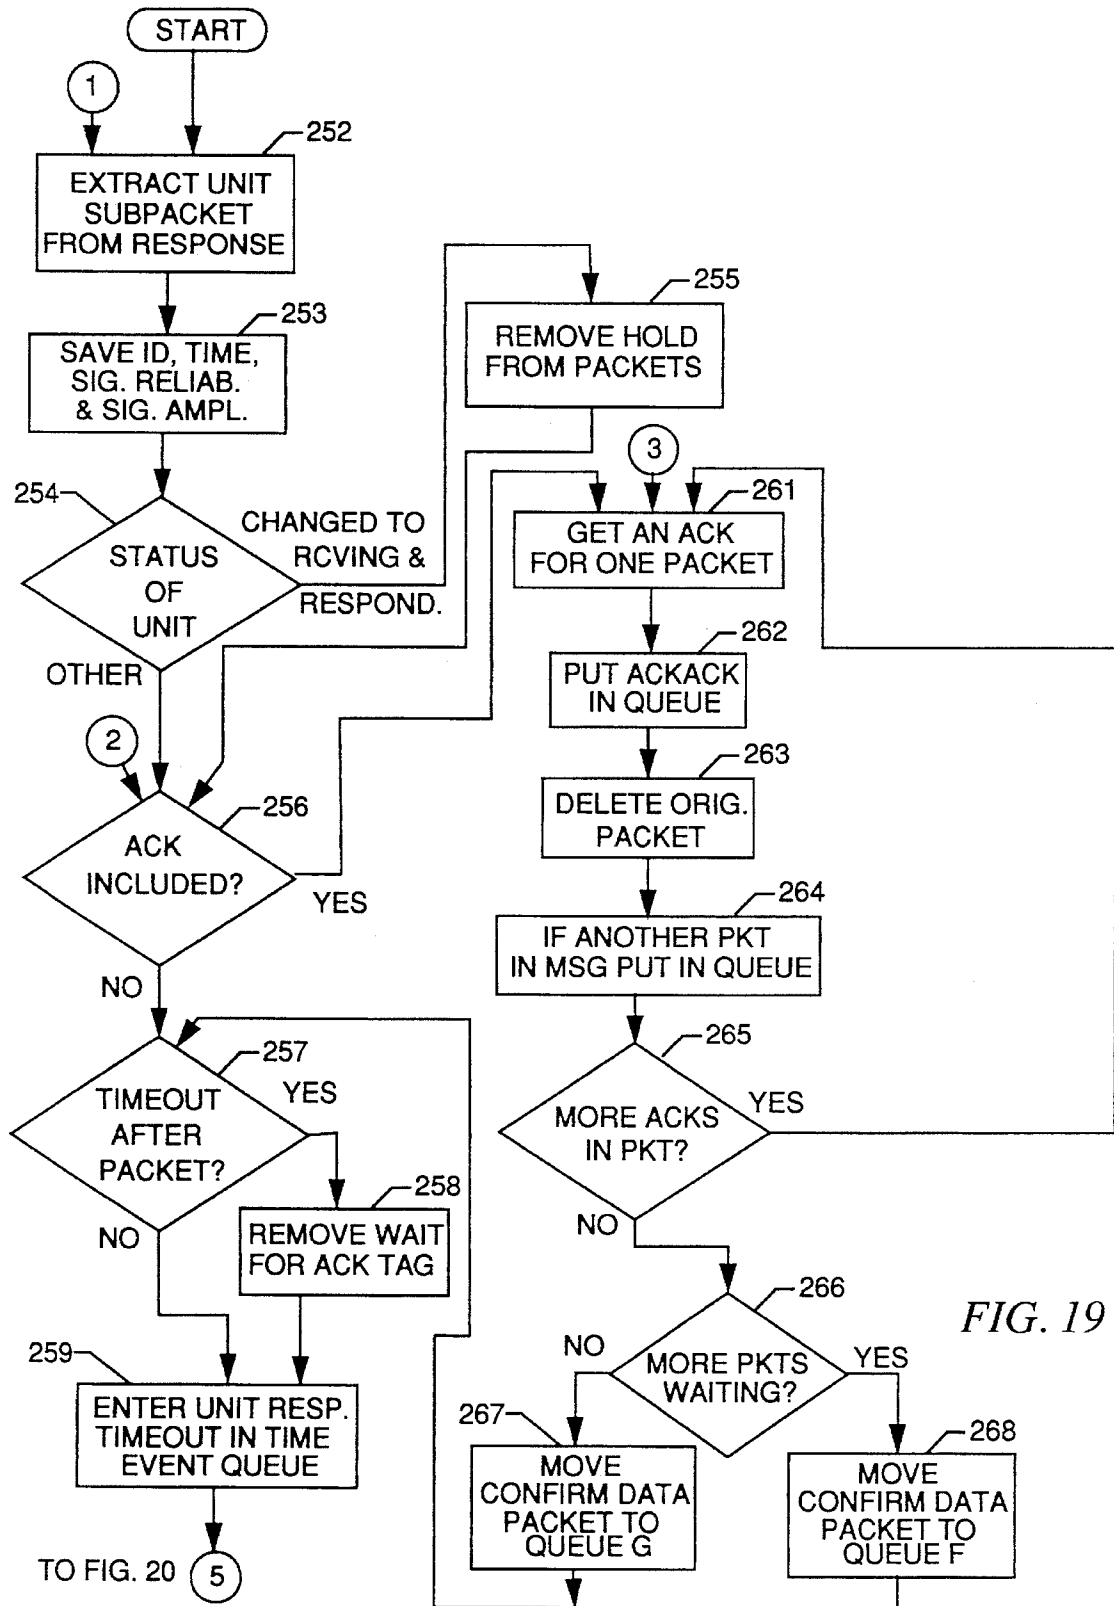 START
1
252
EXTRACT UNIT
SUBPACKET
FROM RESPONSE
253
SAVE ID, TIME,
SIG. RELIAB.
& SIG. AMPL.
254
STATUS
OF
UNIT
CHANGED TO
RCVING &
RESPOND.
OTHER
255
REMOVE HOLD
FROM PACKETS
2
256
ACK
INCLUDED?
YES
NO
257
TIMEOUT
AFTER
PACKET?
YES
NO
258
REMOVE WAIT
FOR ACK TAG
259
ENTER UNIT RESP.
TIMEOUT IN TIME
EVENT QUEUE
TO FIG. 20
5
3
261
GET AN ACK
FOR ONE PACKET
262
PUT ACKACK
IN QUEUE
263
DELETE ORIG.
PACKET
264
IF ANOTHER PKT
IN MSG PUT IN QUEUE
265
MORE ACKS
IN PKT?
YES
NO
266
MORE PKTS
WAITING?
NO
YES
267
MOVE
CONFIRM DATA
PACKET TO
QUEUE G
268
MOVE
CONFIRM DATA
PACKET TO
QUEUE F
FIG. 19